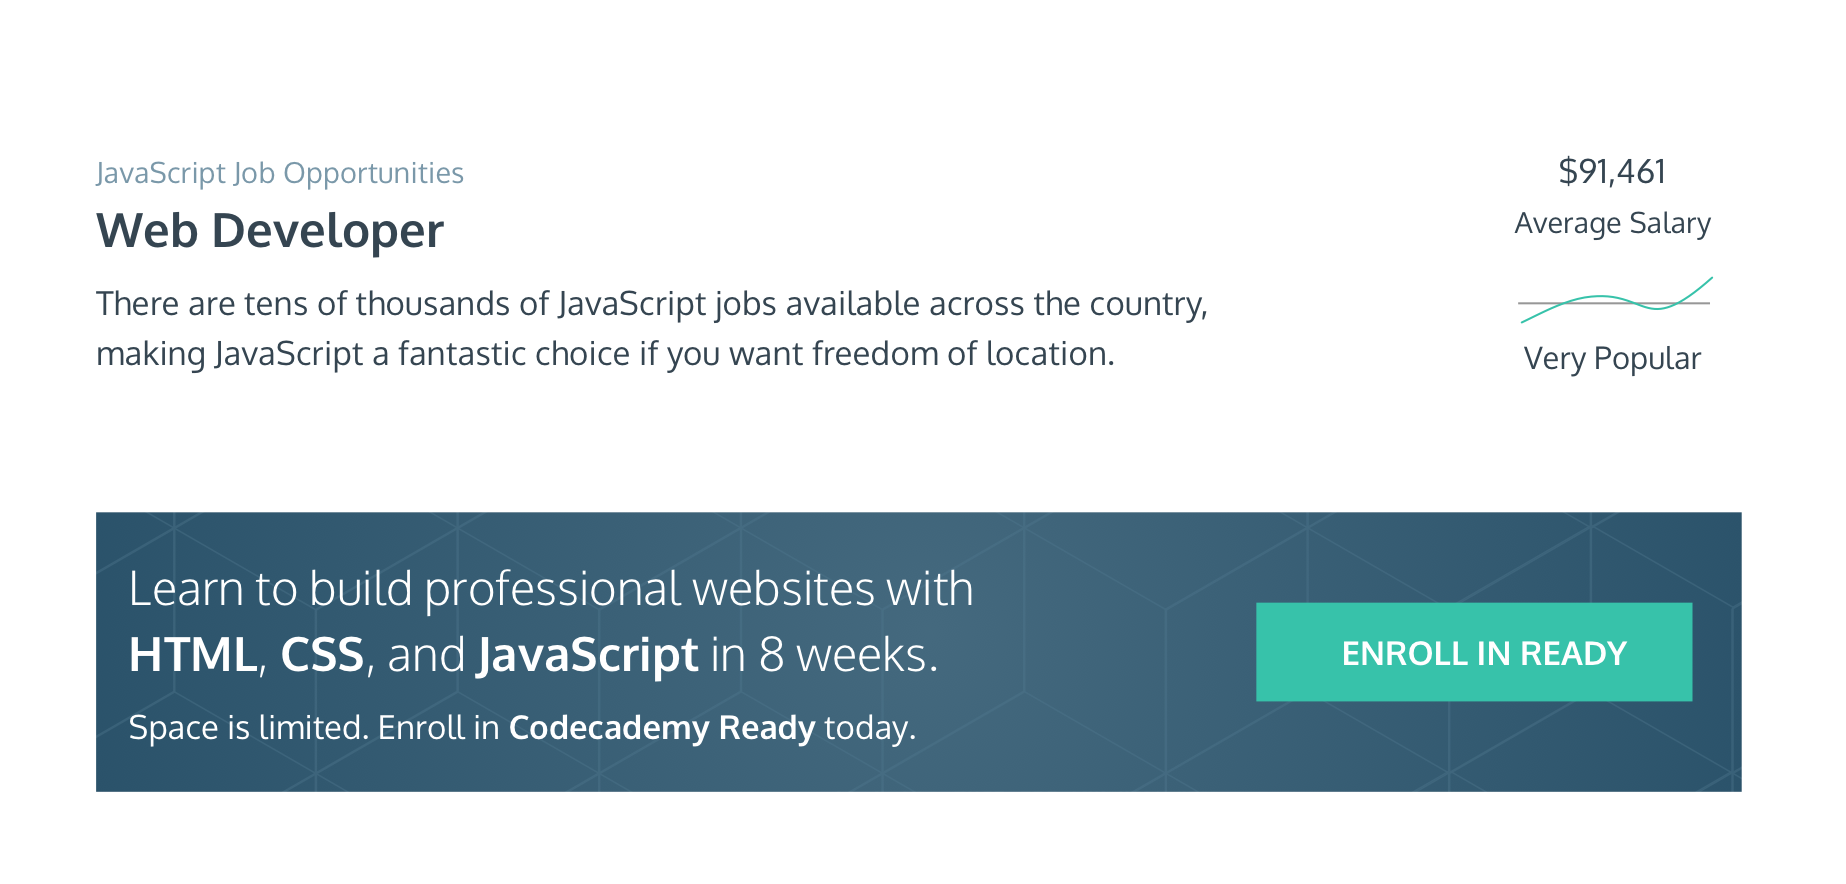 JavaScript Job Opportunities
Web Developer
There are tens of thousands of JavaScript jobs available across the country,
making JavaScript a fantastic choice if you want freedom of location.
$91,461
Average Salary
Very Popular
Learn to build professional websites with
HTML, CSS, and JavaScript in 8 weeks.
Space is limited. Enroll in Codecademy Ready today.
ENROLL IN READY